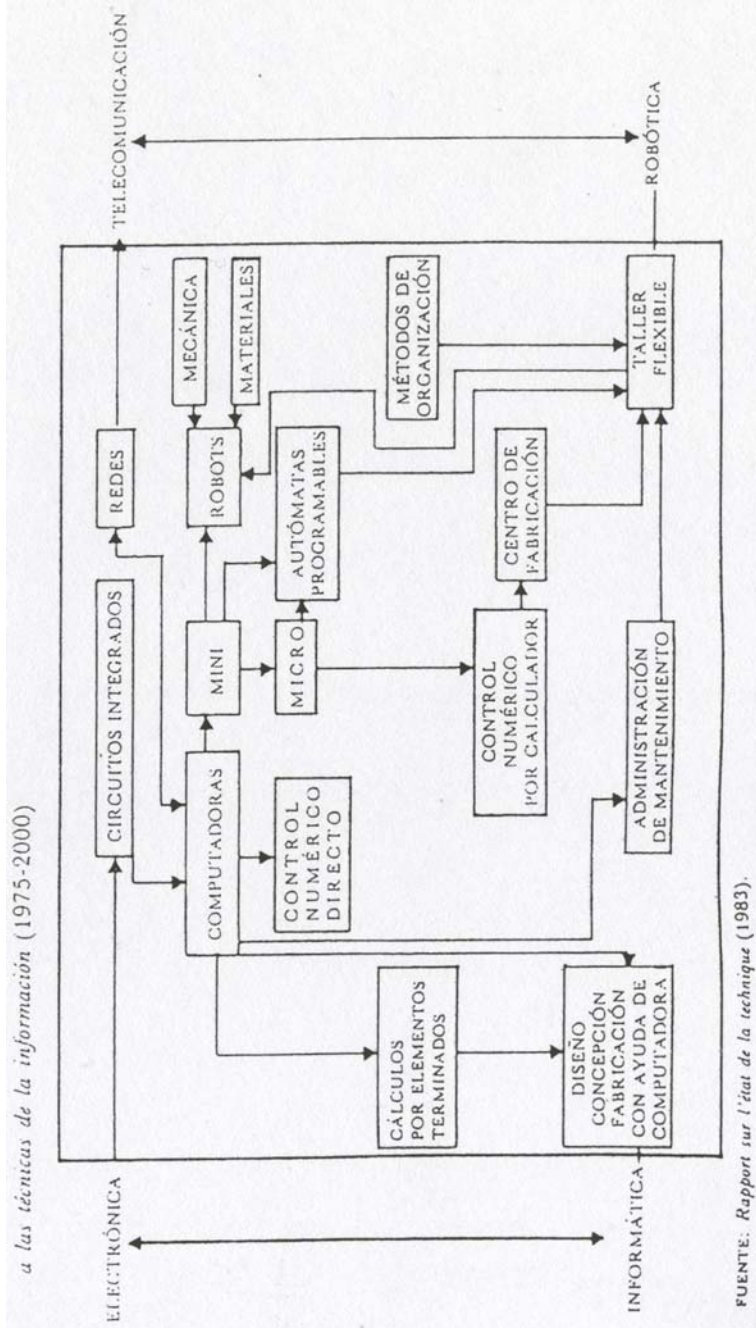 a las técnicas de la información (1975-2000)
ELECTRÓNICA
TELECOMUNICACIÓN
CIRCUITOS INTEGRADOS
REDES
COMPUTADORAS
MINI
ROBOTS
MECÁNICA
MATERIALES
CONTROL
NUMÉRICO
DIRECTO
MICRO
AUTÓMATAS
PROGRAMABLES
CÁLCULOS
POR ELEMENTOS
TERMINADOS
CONTROL
NUMÉRICO
POR CALCULADOR
CENTRO DE
FABRICACIÓN
MÉTODOS DE
ORGANIZACIÓN
DISEÑO
CONCEPCIÓN
FABRICACIÓN
CON AYUDA DE
COMPUTADORA
ADMINISTRACIÓN
DE MANTENIMIENTO
TALLER
FLEXIBLE
INFORMÁTICA
ROBÓTICA
FUENTE: Rapport sur l'état de la technique (1983).